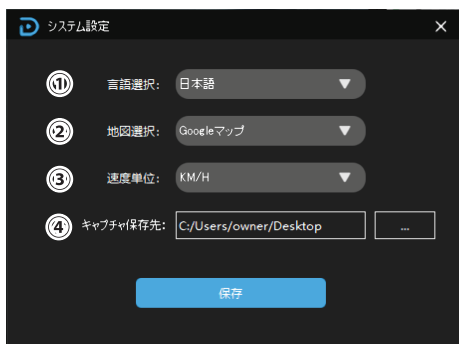 システム設定
① 言語選択: 日本語
② 地図選択: Googleマップ
③ 速度単位: KM/H
④ キャプチャ保存先: C:/Users/owner/Desktop ...
保存